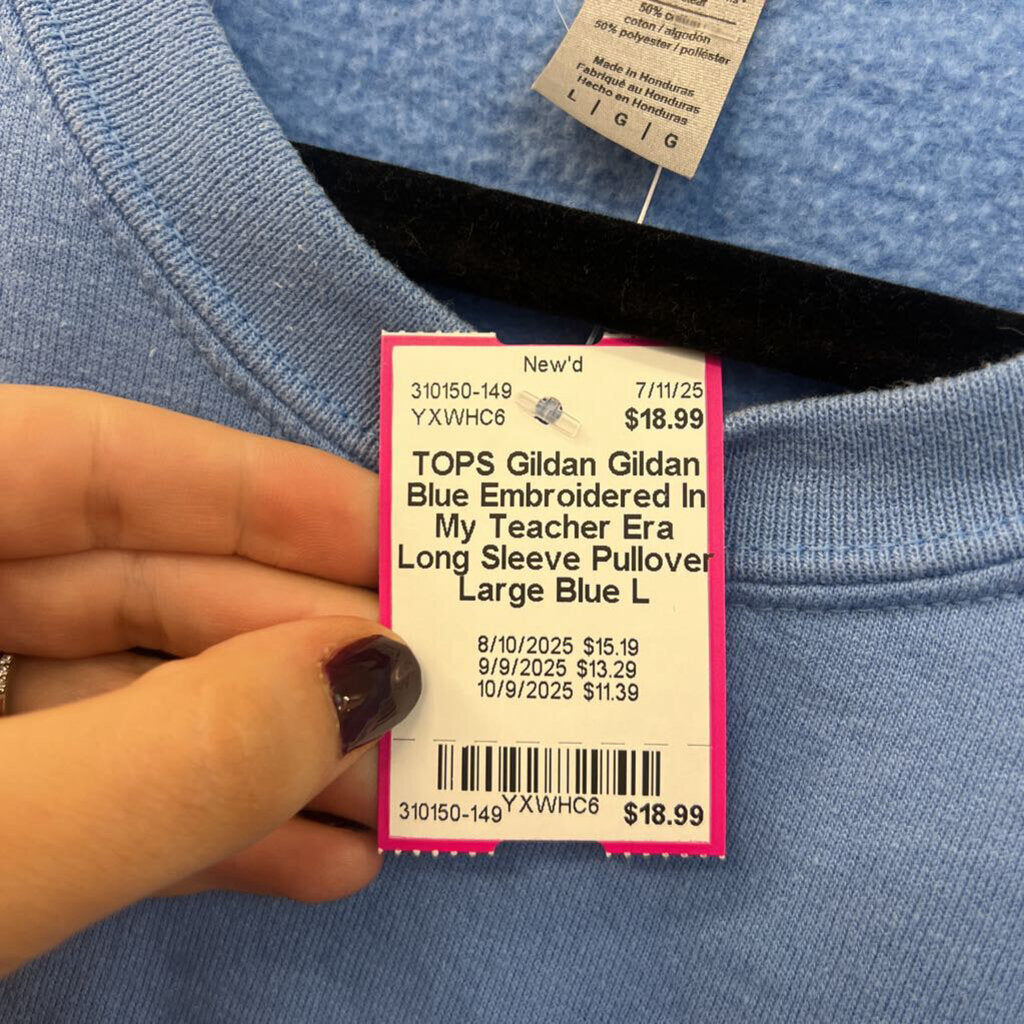 50%
coton / algodón
50% polyester / poliéster
Made in Honduras
Fabriqué au Honduras
Hecho en Honduras
L | G | G
New'd
310150-149 7/11/25
YXWHC6 $18.99
TOPS Gildan Gildan
Blue Embroidered In
My Teacher Era
Long Sleeve Pullover
Large Blue L
8/10/2025 $15.19
9/9/2025 $13.29
10/9/2025 $11.39
310150-149 YXWHC6 $18.99